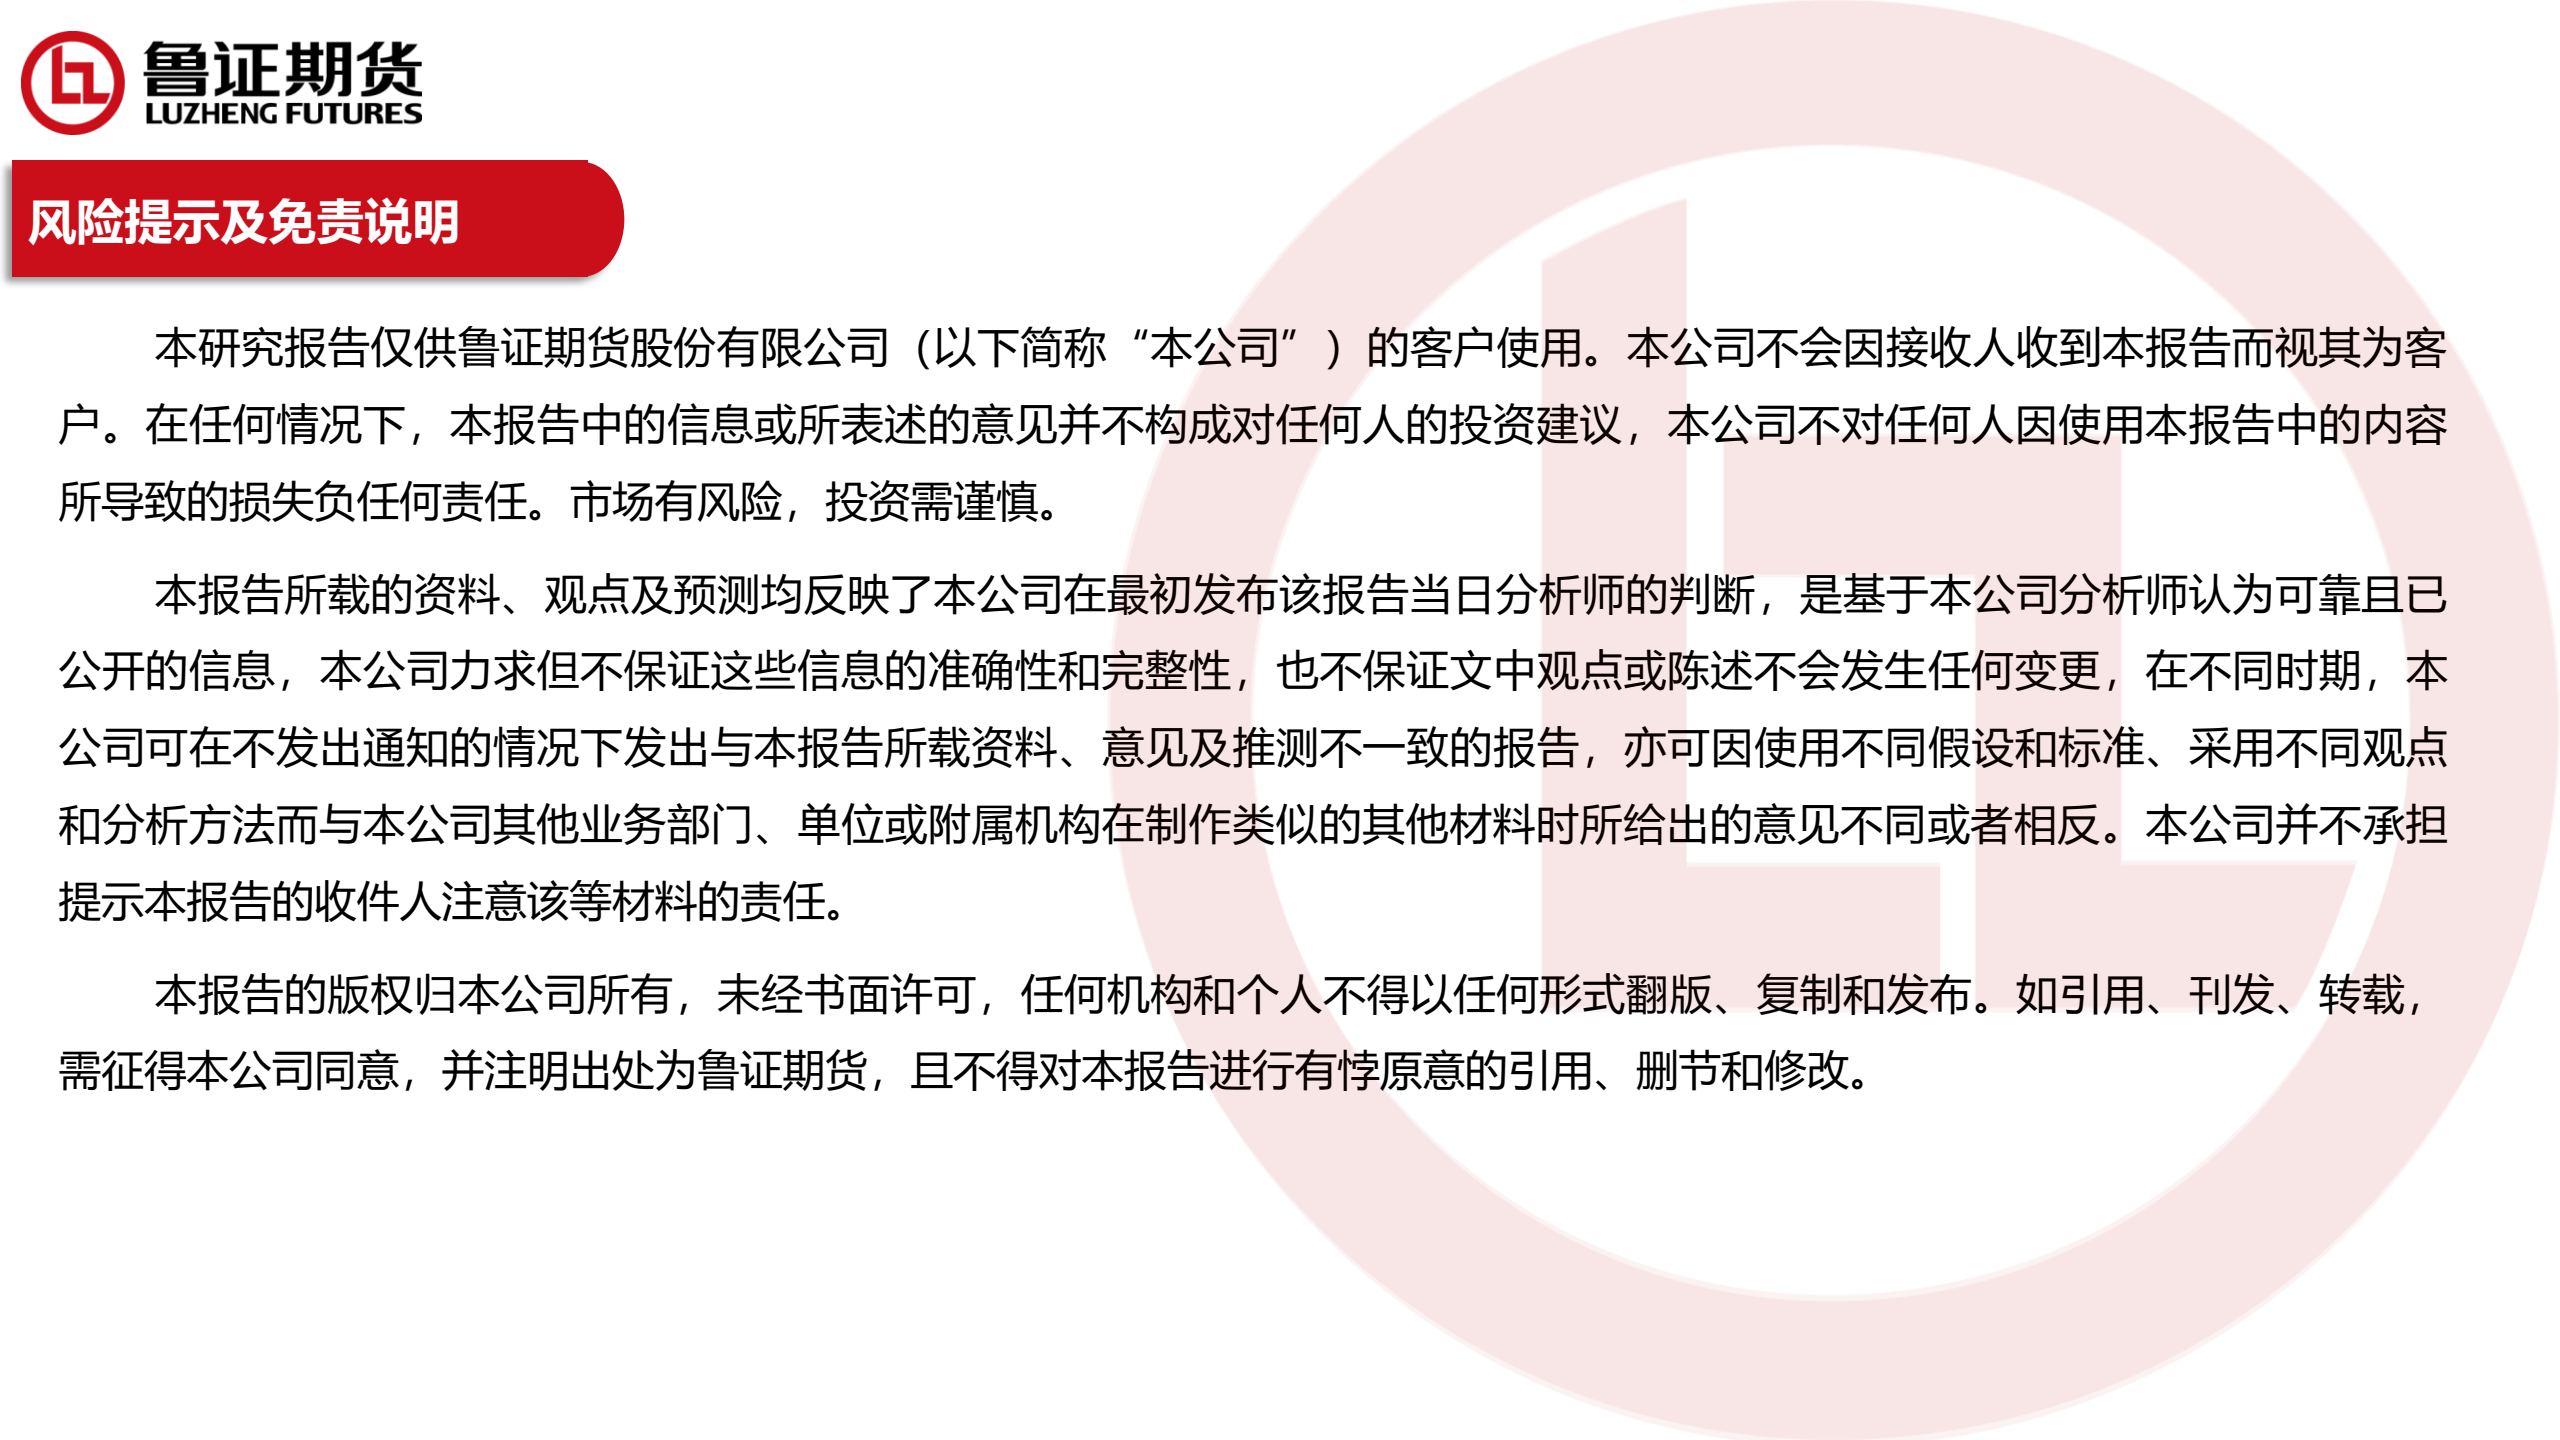 鲁证期货
LUZHENG FUTURES
风险提示及免责说明
本研究报告仅供鲁证期货股份有限公司（以下简称“本公司”）的客户使用。本公司不会因接收人收到本报告而视其为客
户。在任何情况下，本报告中的信息或所表述的意见并不构成对任何人的投资建议，本公司不对任何人因使用本报告中的内容
所导致的损失负任何责任。市场有风险，投资需谨慎。
本报告所载的资料、观点及预测均反映了本公司在最初发布该报告当日分析师的判断，是基于本公司分析师认为可靠且已
公开的信息，本公司力求但不保证这些信息的准确性和完整性，也不保证文中观点或陈述不会发生任何变更，在不同时期，本
公司可在不发出通知的情况下发出与本报告所载资料、意见及推测不一致的报告，亦可因使用不同假设和标准、采用不同观点
和分析方法而与本公司其他业务部门、单位或附属机构在制作类似的其他材料时所给出的意见不同或者相反。本公司并不承担
提示本报告的收件人注意该等材料的责任。
本报告的版权归本公司所有，未经书面许可，任何机构和个人不得以任何形式翻版、复制和发布。如引用、刊发、转载，
需征得本公司同意，并注明出处为鲁证期货，且不得对本报告进行有悖原意的引用、删节和修改。